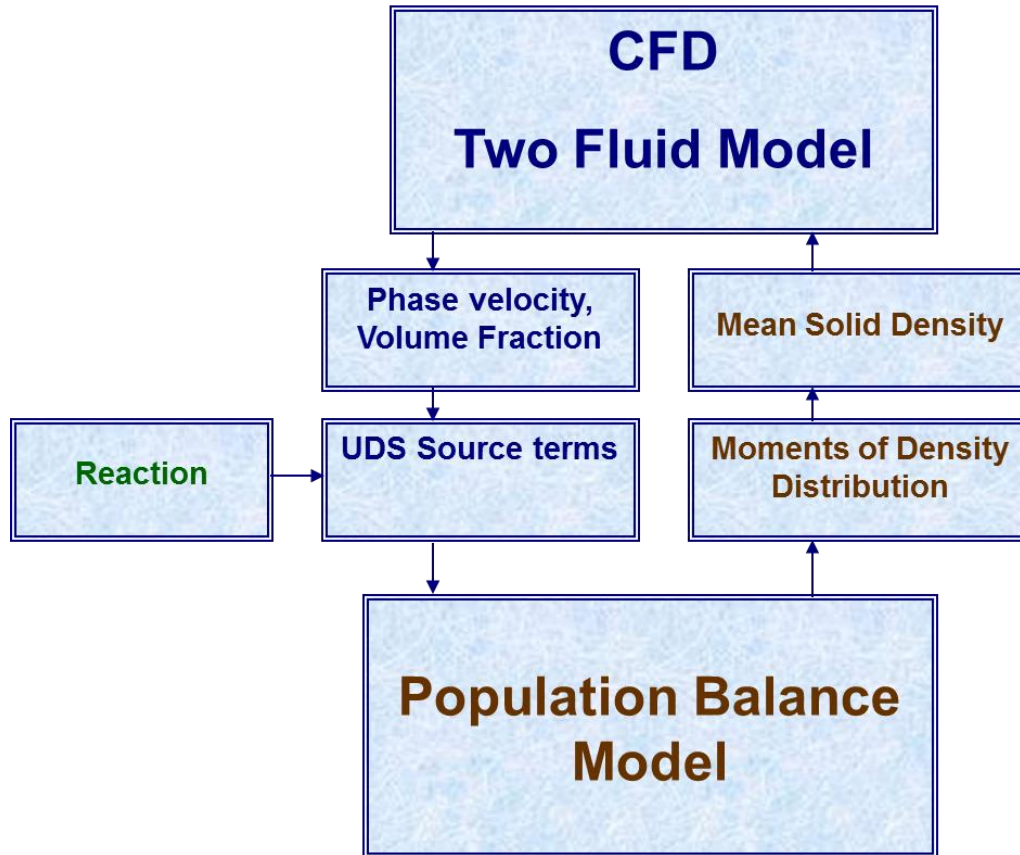 CFD
Two Fluid Model
Phase velocity,
Volume Fraction
Mean Solid Density
Reaction
UDS Source terms
Moments of Density
Distribution
Population Balance
Model